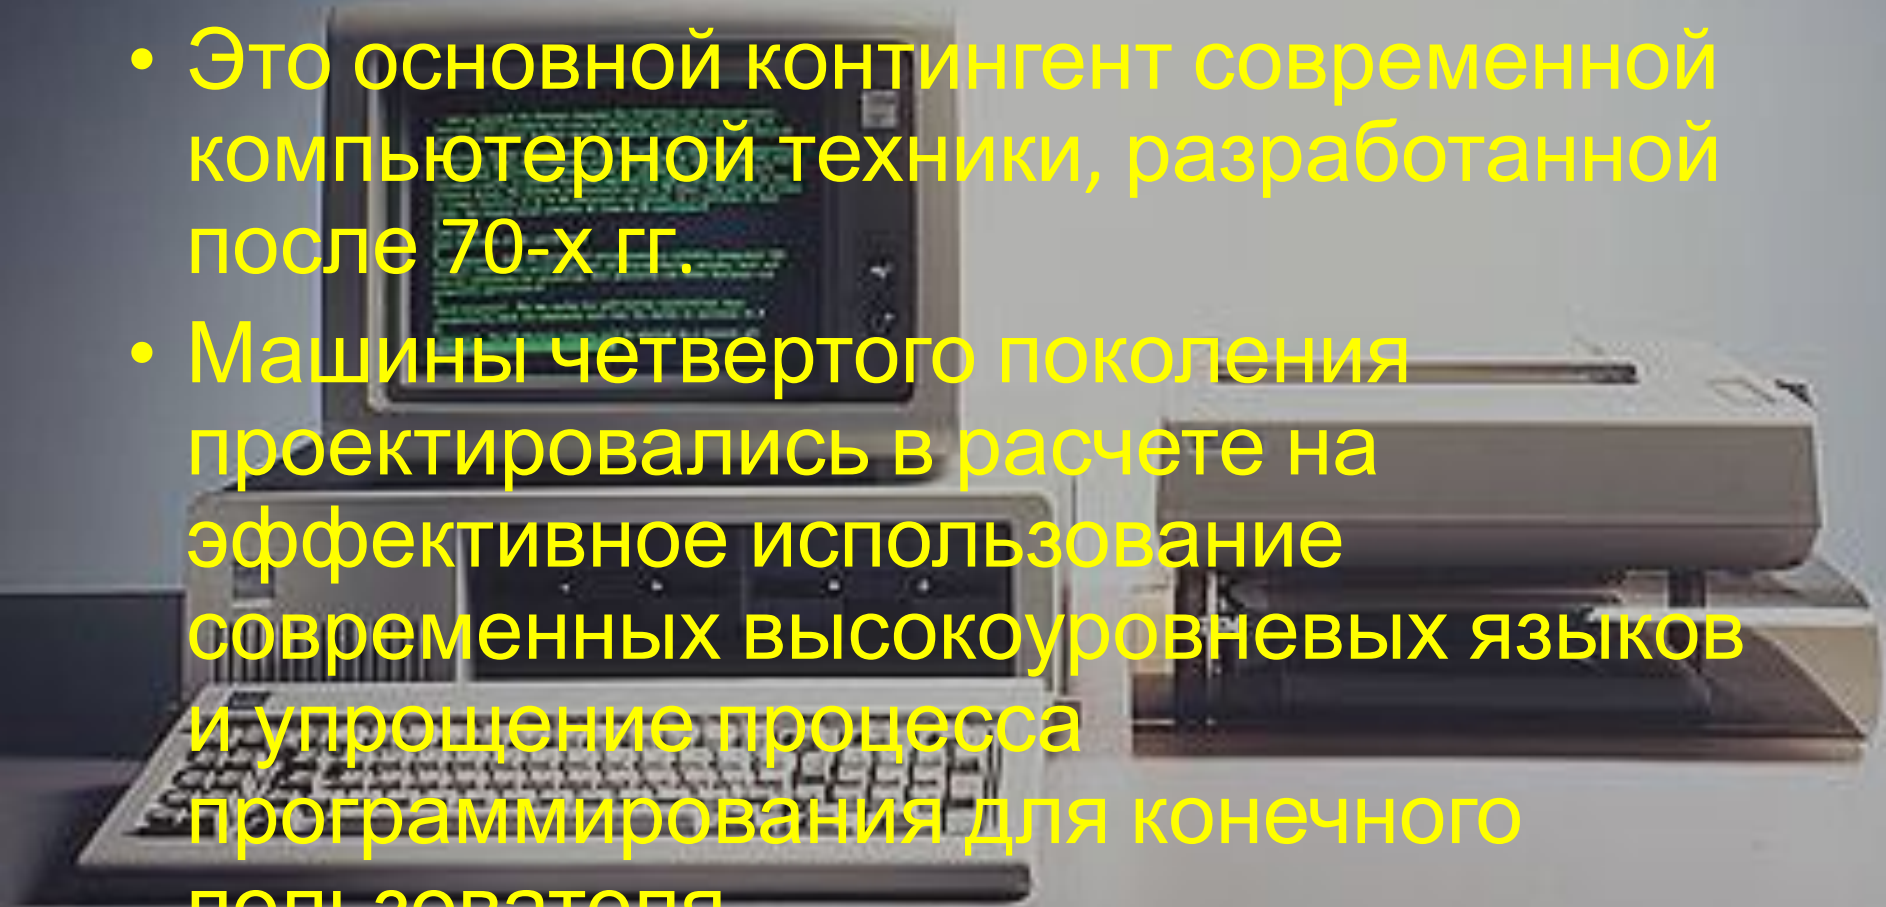 • Это основной контингент современной
компьютерной техники, разработанной
после 70-х гг.
• Машины четвертого поколения
проектировались в расчете на
эффективное использование
современных высокоуровневых языков
и упрощение процесса
программирования для конечного
пользователя